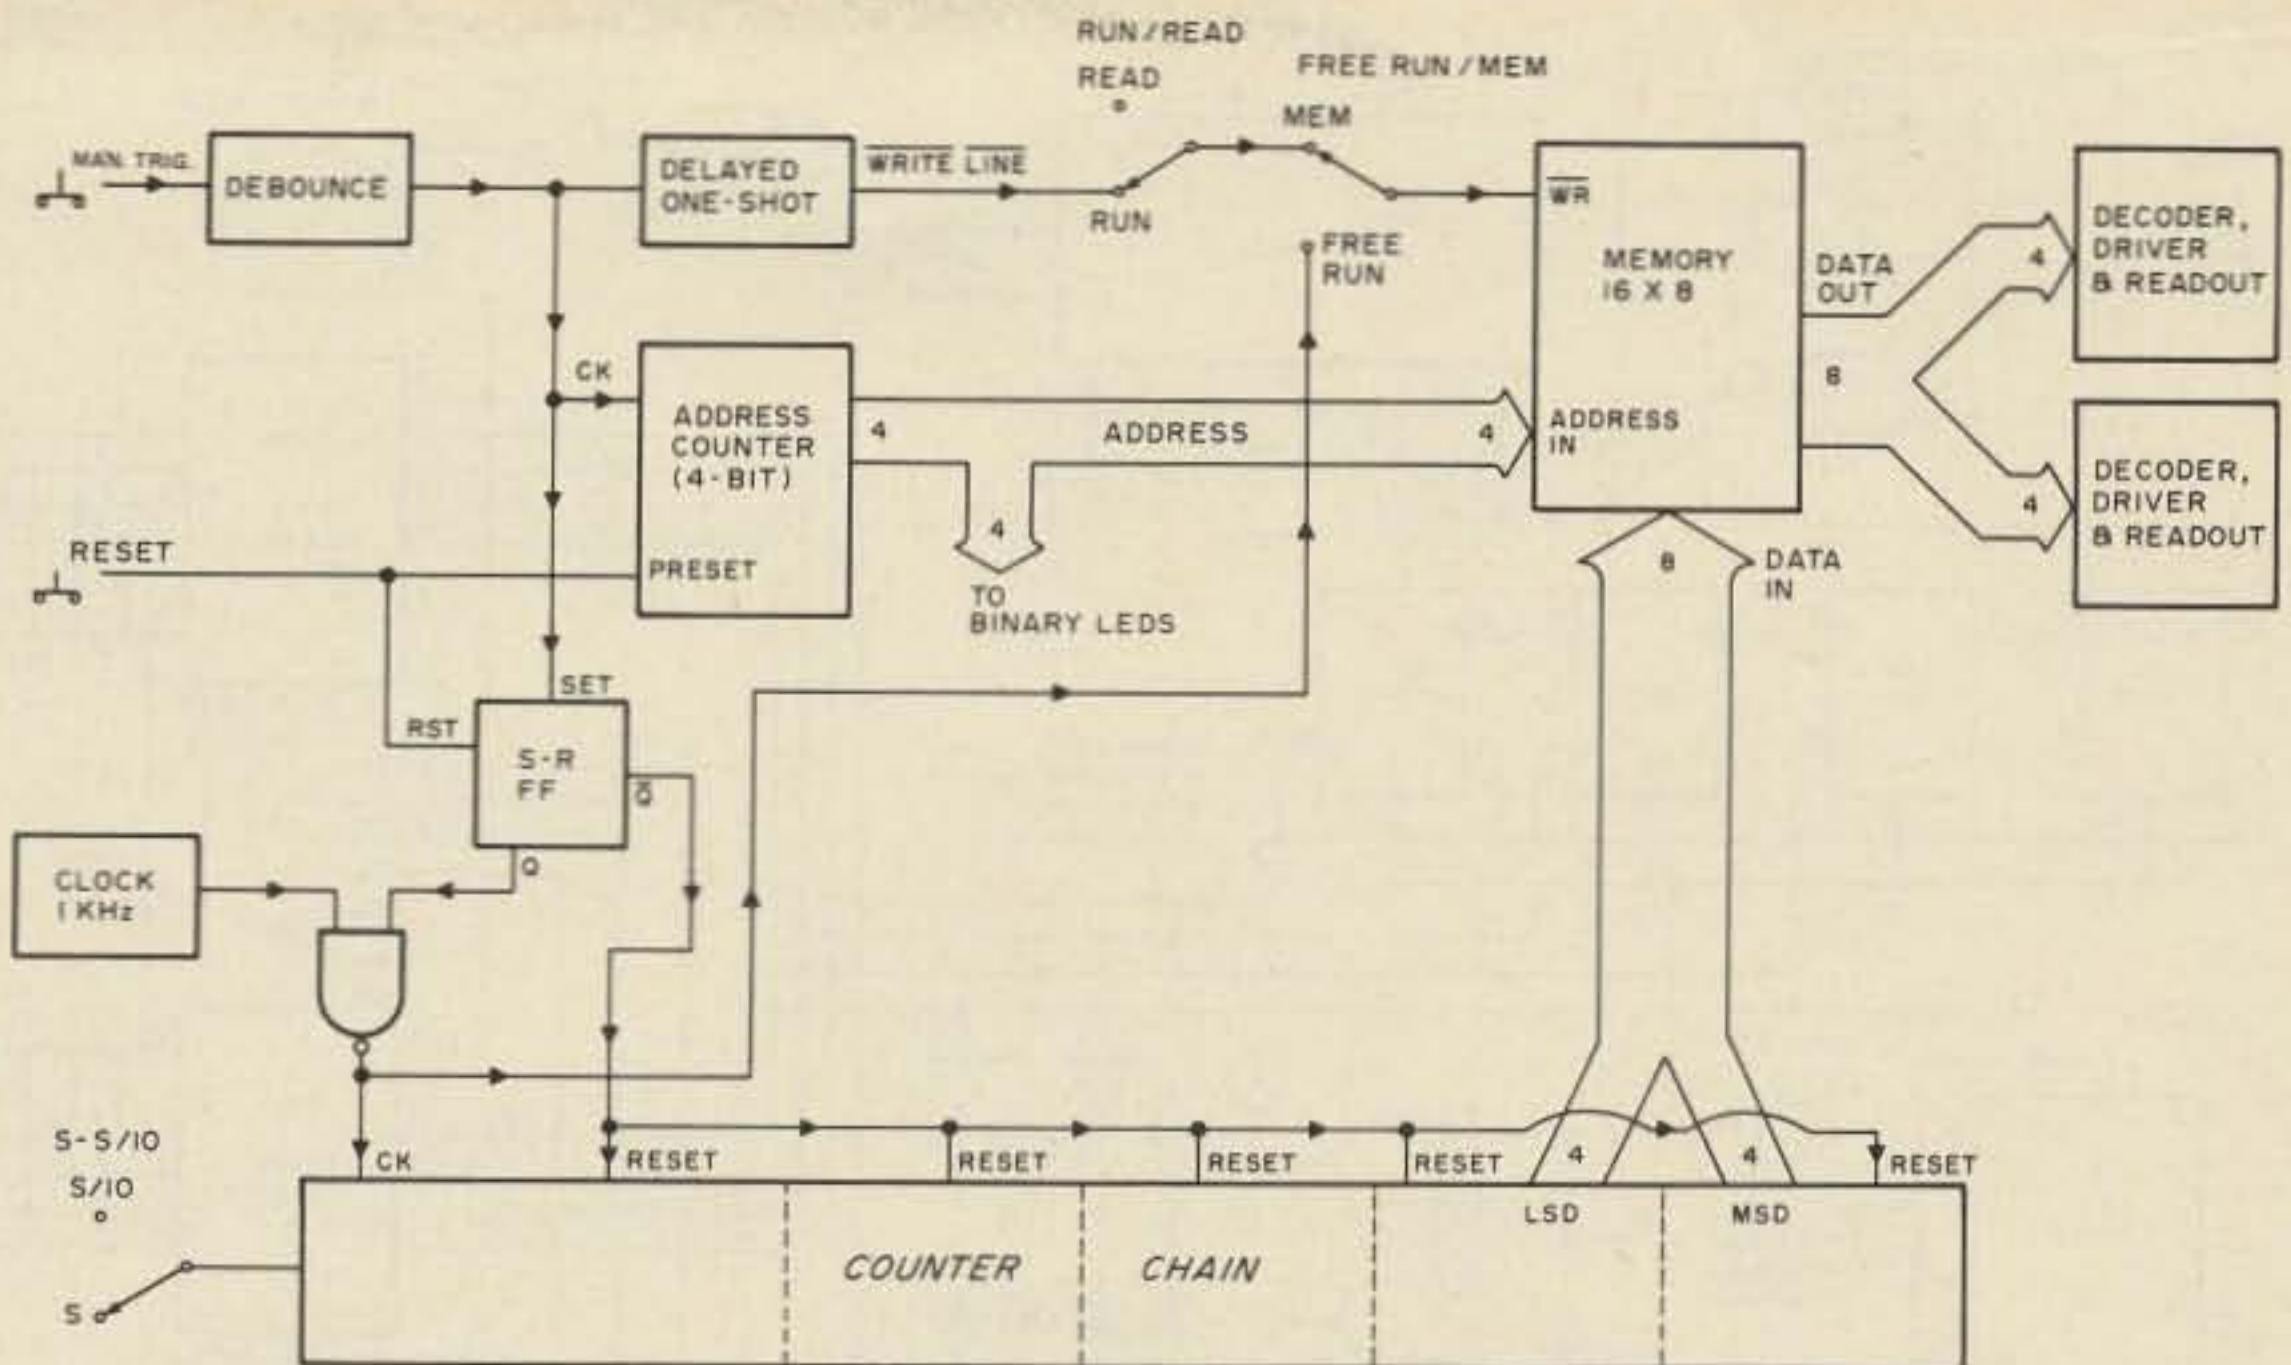 RUN/READ
READ
FREE RUN/MEM
MEM
MAN. TRIG.
DEBOUNCE
DELAYED
ONE-SHOT
WRITE LINE
RUN
FREE
RUN
WR
MEMORY
16 X 8
DATA
OUT
8
4
DECODER,
DRIVER
& READOUT
CK
ADDRESS
COUNTER
(4-BIT)
4
ADDRESS
4
ADDRESS
IN
4
DECODER,
DRIVER
& READOUT
RESET
PRESET
4
TO
BINARY LEDS
8
DATA
IN
SET
RST
S-R
FF
Q
Q
CLOCK
1 KHz
S-S/10
S/10
S
CK
RESET
RESET
RESET
RESET
4
4
RESET
LSD
MSD
COUNTER
CHAIN